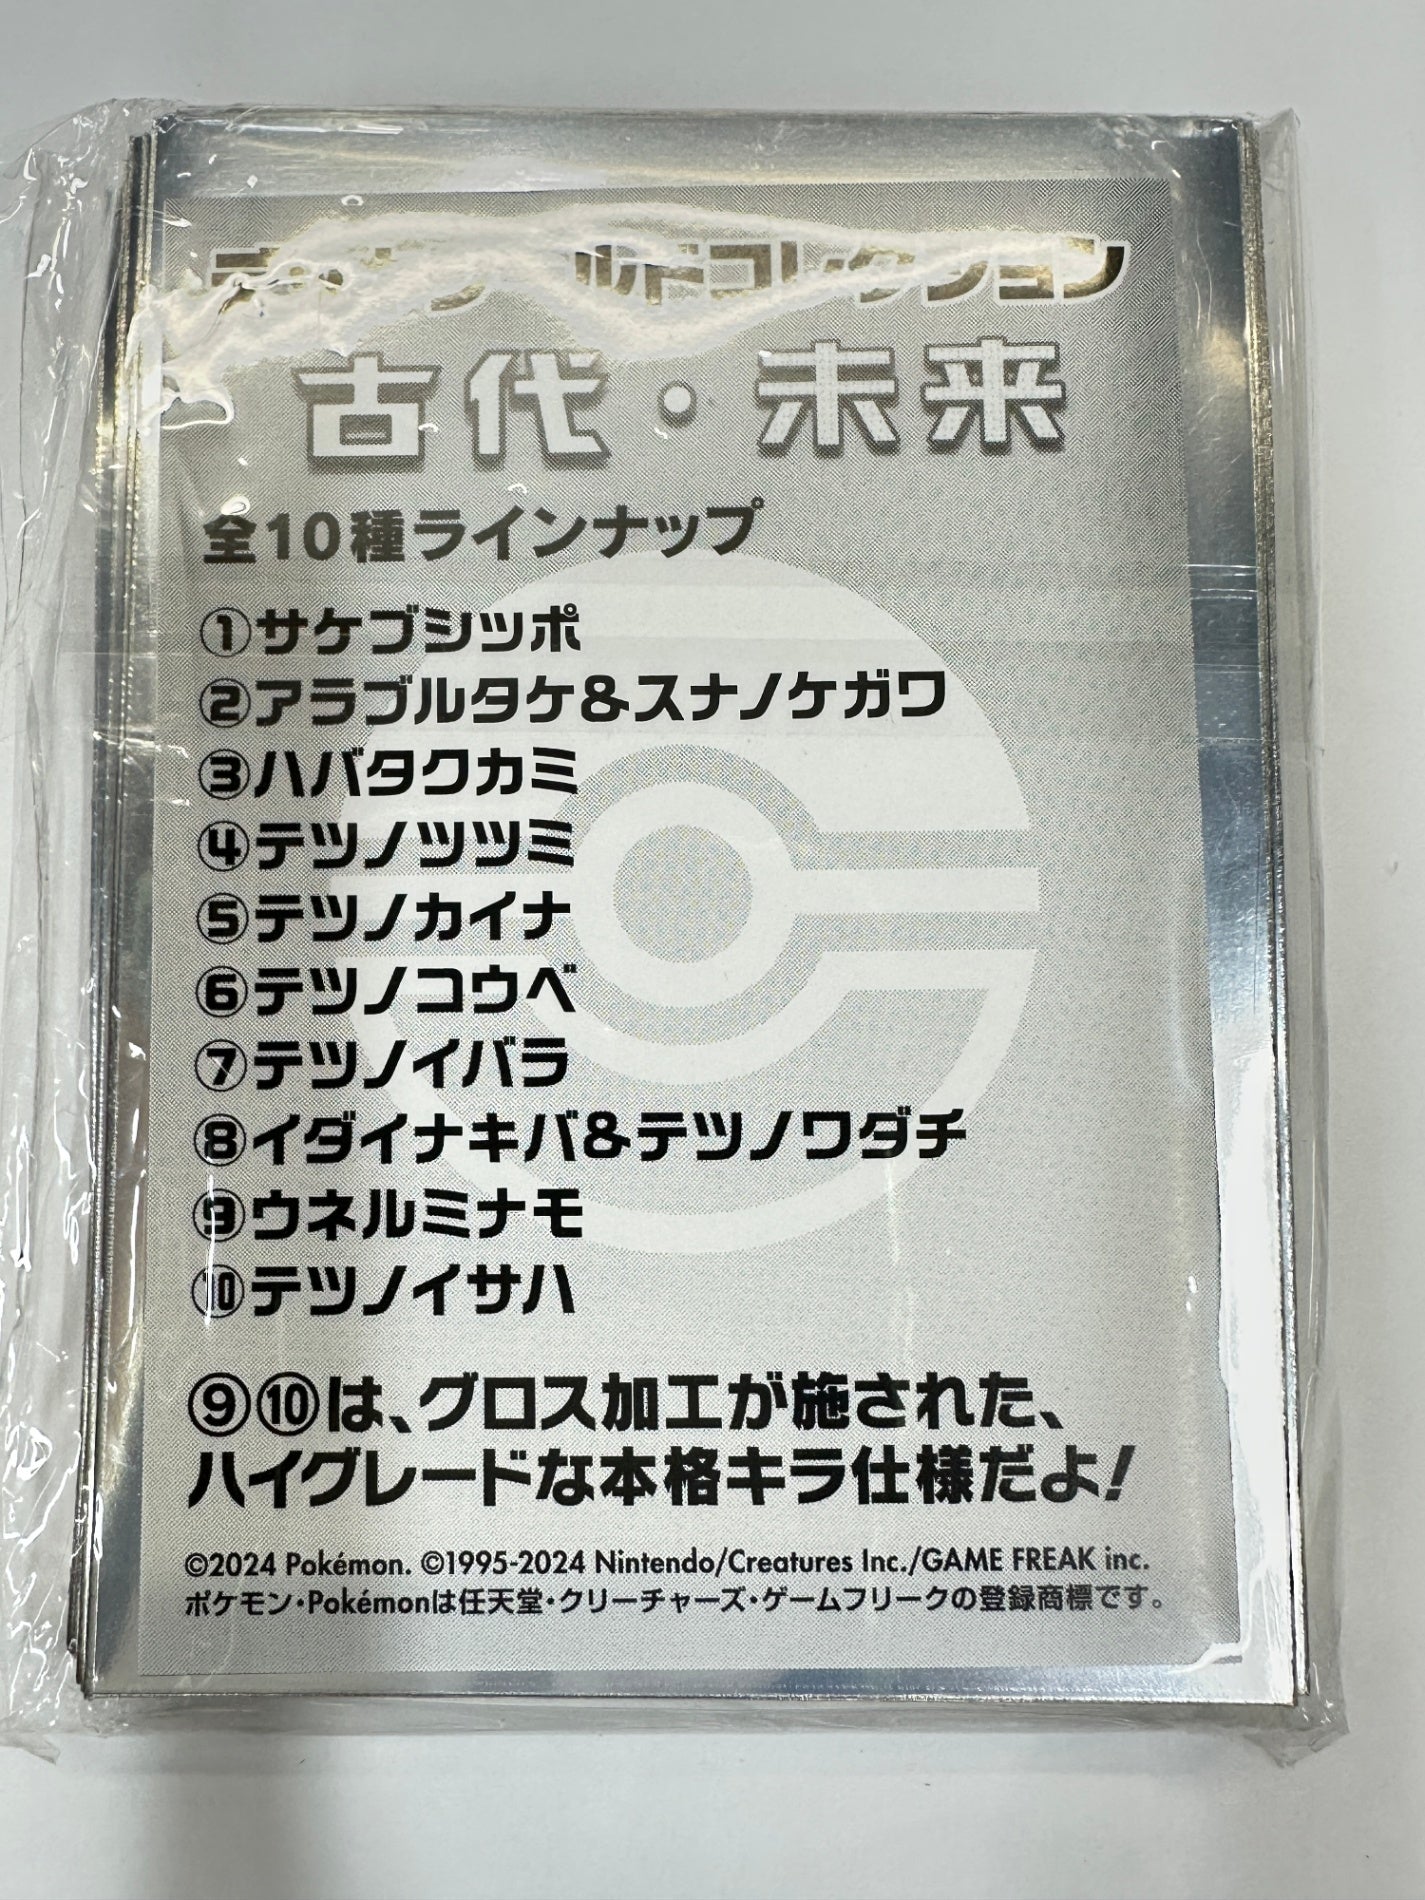 ルドコレクション
古代・未来
全10種ラインナップ
①サケブシッポ
②アラブルタケ&スナノケガワ
③ハバタクカミ
④テツノツツミ
⑤テツノカイナ
⑥テツノコウベ
⑦テツノイバラ
⑧イダイナキバ&テツノワダチ
⑨ウネルミナモ
⑩テツノイサハ
⑨⑩は、グロス加工が施された、
ハイグレードな本格キラ仕様だよ!
©2024 Pokémon. ©1995-2024 Nintendo/Creatures Inc./GAME FREAK inc.
ポケモン・Pokémonは任天堂・クリーチャーズ・ゲームフリークの登録商標です。